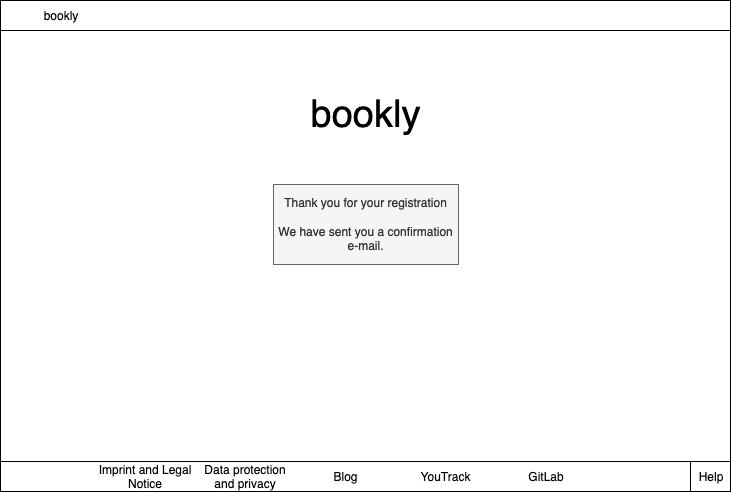 bookly
bookly
Thank you for your registration
We have sent you a confirmation
e-mail.
Imprint and Legal
Notice
Data protection
and privacy
Blog
YouTrack
GitLab
Help